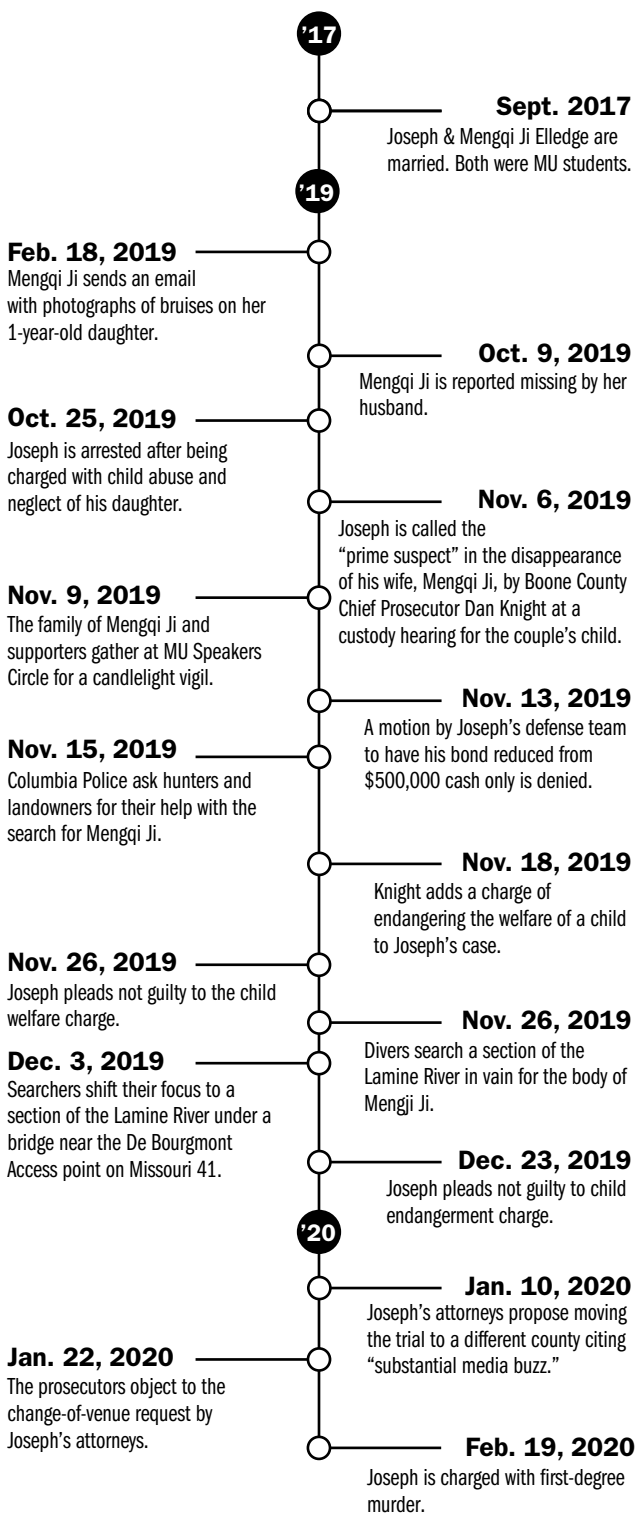 ’17
Sept. 2017
Joseph & Mengqi Ji Elledge are
married. Both were MU students.
’19
Feb. 18, 2019
Mengqi Ji sends an email
with photographs of bruises on her
1-year-old daughter.
Oct. 9, 2019
Mengqi Ji is reported missing by her
husband.
Oct. 25, 2019
Joseph is arrested after being
charged with child abuse and
neglect of his daughter.
Nov. 6, 2019
Joseph is called the
“prime suspect” in the disappearance
of his wife, Mengqi Ji, by Boone County
Chief Prosecutor Dan Knight at a
custody hearing for the couple’s child.
Nov. 9, 2019
The family of Mengqi Ji and
supporters gather at MU Speakers
Circle for a candlelight vigil.
Nov. 13, 2019
A motion by Joseph’s defense team
to have his bond reduced from
$500,000 cash only is denied.
Nov. 15, 2019
Columbia Police ask hunters and
landowners for their help with the
search for Mengqi Ji.
Nov. 18, 2019
Knight adds a charge of
endangering the welfare of a child
to Joseph’s case.
Nov. 26, 2019
Joseph pleads not guilty to the child
welfare charge.
Nov. 26, 2019
Divers search a section of the
Lamine River in vain for the body of
Mengji Ji.
Dec. 3, 2019
Searchers shift their focus to a
section of the Lamine River under a
bridge near the De Bourgmont
Access point on Missouri 41.
Dec. 23, 2019
Joseph pleads not guilty to child
endangerment charge.
’20
Jan. 10, 2020
Joseph’s attorneys propose moving
the trial to a different county citing
“substantial media buzz.”
Jan. 22, 2020
The prosecutors object to the
change-of-venue request by
Joseph’s attorneys.
Feb. 19, 2020
Joseph is charged with first-degree
murder.